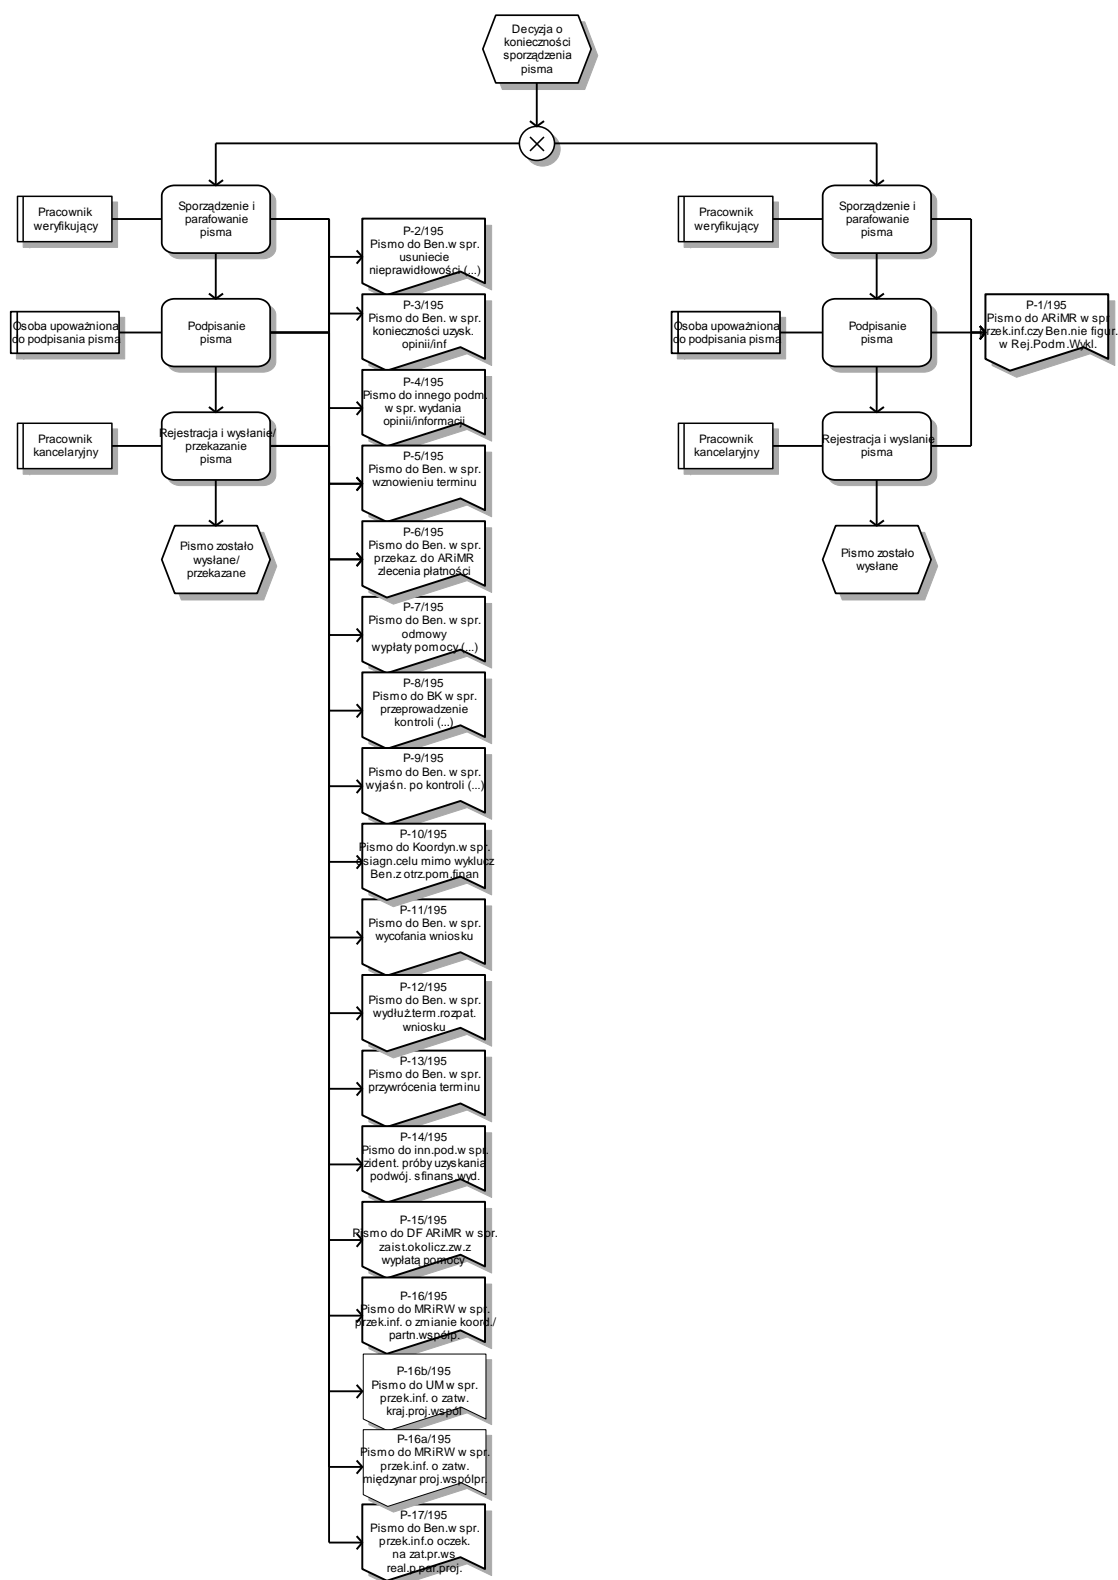 Decyzja o
konieczności
sporządzenia
pisma
Pracownik
weryfikujący
Sporządzenie i
parafowanie
pisma
Osoba upoważniona
do podpisania pisma
Podpisanie
pisma
Pracownik
kancelaryjny
Rejestracja i wysłanie/
przekazanie
pisma
Pismo zostało
wysłane/
przekazane
P-2/195
Pismo do Ben.w spr.
usuniecie
nieprawidłowości (...)
P-3/195
Pismo do Ben. w spr.
konieczności uzysk.
opinii/inf
P-4/195
Pismo do innego podm.
w spr. wydania
opinii/informacji
P-5/195
Pismo do Ben. w spr.
wznowieniu terminu
P-6/195
Pismo do Ben. w spr.
przekaz. do ARiMR
zlecenia płatności
P-7/195
Pismo do Ben. w spr.
odmowy
wypłaty pomocy (...)
P-8/195
Pismo do BK w spr.
przeprowadzenie
kontroli (...)
P-9/195
Pismo do Ben. w spr.
wyjaśn. po kontroli (...)
P-10/195
Pismo do Koordyn.w spr.
osiagn.celu mimo wyklucz
Ben.z otrz.pom.finan
P-11/195
Pismo do Ben. w spr.
wycofania wniosku
P-12/195
Pismo do Ben. w spr.
wydłuż.term.rozpat.
wniosku
P-13/195
Pismo do Ben. w spr.
przywrócenia terminu
P-14/195
Pismo do inn.pod.w spr.
zident. próby uzyskania
podwój. sfinans.wyd.
P-15/195
Pismo do DF ARiMR w spr.
zaist.okolicz.zw.z
wypłatą pomocy
P-16/195
Pismo do MRiRW w spr.
przek.inf. o zmianie koord./
partn.współp.
P-16b/195
Pismo do UM w spr.
przek.inf. o zatw.
kraj.proj.wspól
P-16a/195
Pismo do MRiRW w spr.
przek.inf. o zatw.
międzynar proj.wspólpr.
P-17/195
Pismo do Ben.w spr.
przek.inf.o oczek.
na zat.pr.ws
real.p.par.proj.
Pracownik
weryfikujący
Sporządzenie i
parafowanie
pisma
Osoba upoważniona
do podpisania pisma
Podpisanie
pisma
Pracownik
kancelaryjny
Rejestracja i wyslanie
pisma
Pismo zostało
wysłane
P-1/195
Pismo do ARiMR w spr
przek.inf.czy Ben.nie figur.
w Rej.Podm.Wykl.